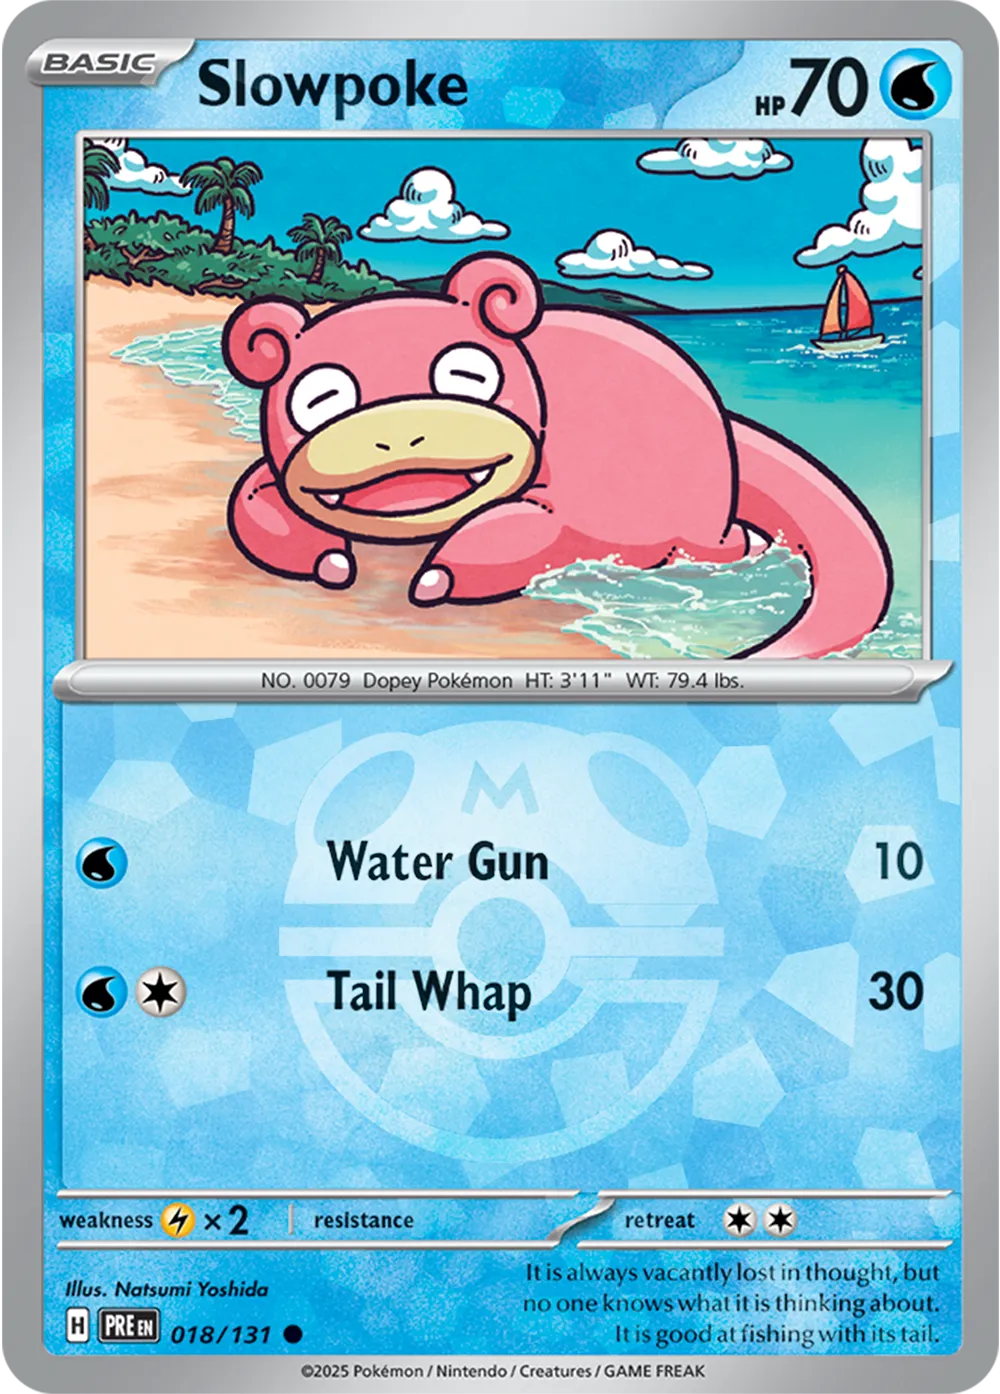 BASIC
Slowpoke
HP 70
NO. 0079 Dopey Pokémon HT: 3'11" WT: 79.4 lbs.
M
Water Gun 10
Tail Whap 30
weakness ×2 resistance retreat
Illus. Natsumi Yoshida
It is always vacantly lost in thought, but
no one knows what it is thinking about.
It is good at fishing with its tail.
H PRE EN 018/131
©2025 Pokémon / Nintendo / Creatures / GAME FREAK